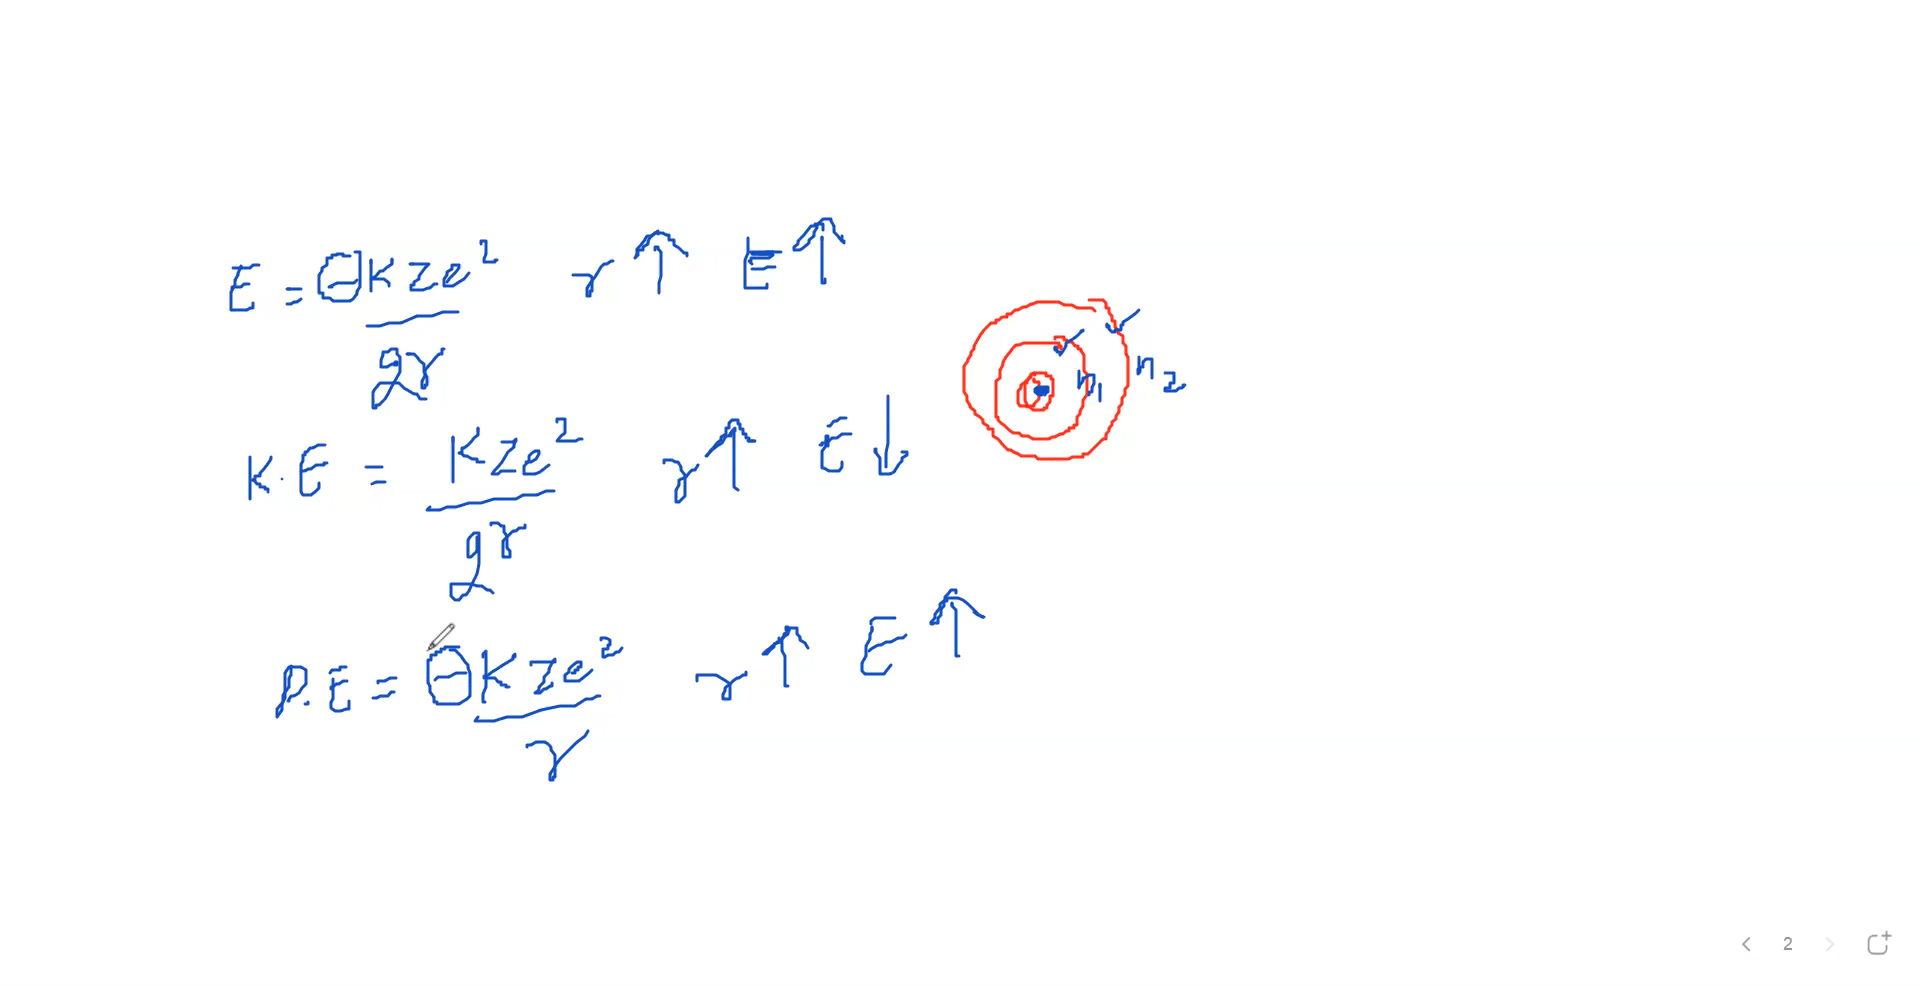 E = ⊖KZe² r↑ E↑
2r
n₁ n₂
K.E = KZe² r↑ E↓
2r
P.E = ⊖KZe² r↑ E↑
r
2